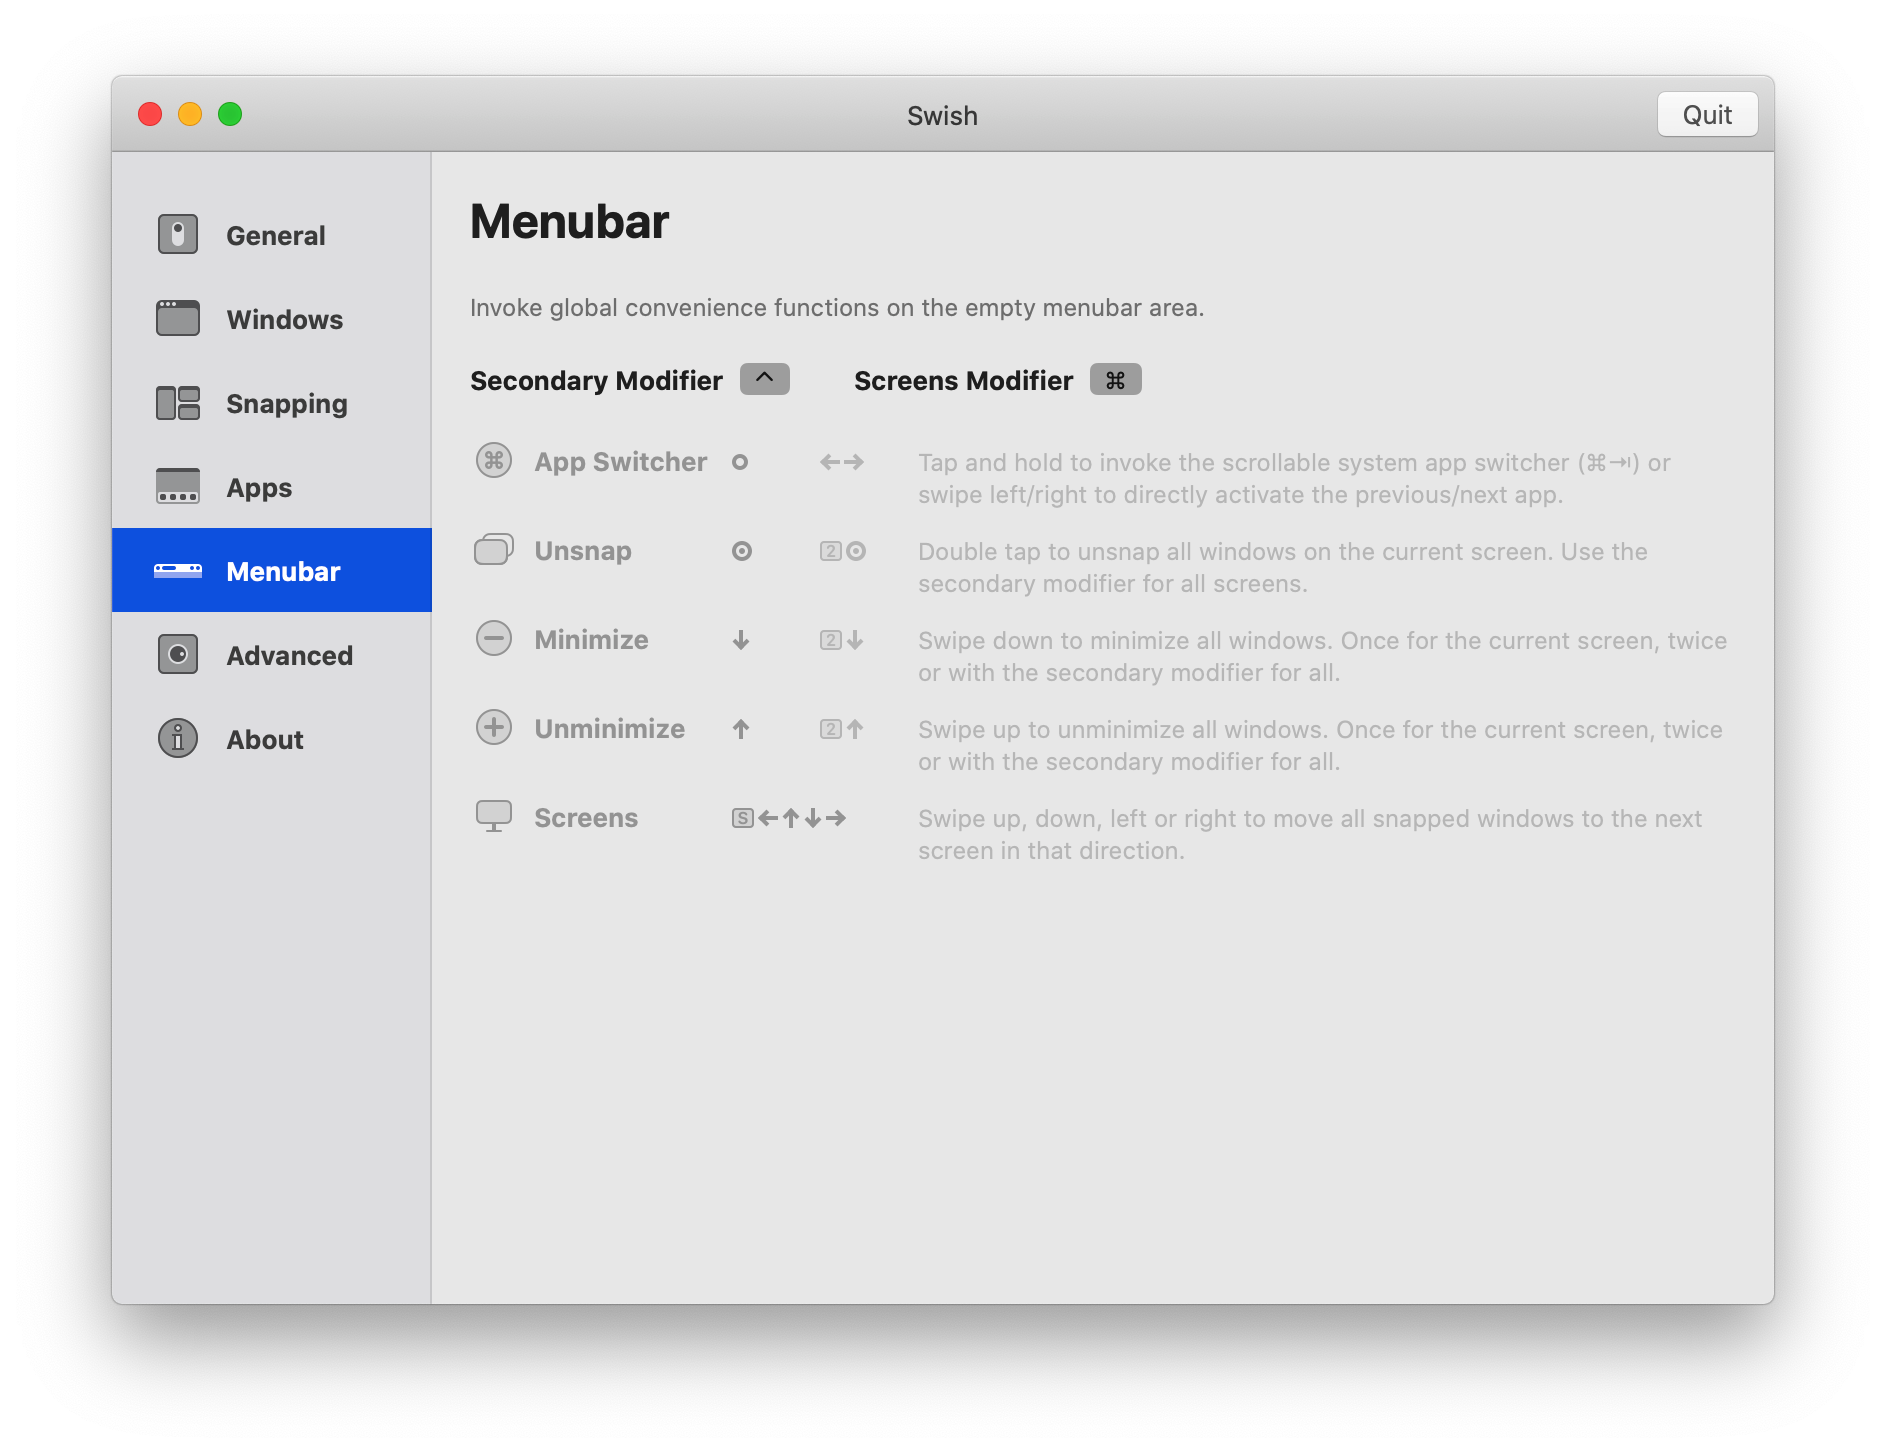 Swish
Quit
General
Windows
Snapping
Apps
Menubar
Advanced
About
Menubar
Invoke global convenience functions on the empty menubar area.
Secondary Modifier ^ Screens Modifier ⌘
⌘ App Switcher ←→ Tap and hold to invoke the scrollable system app switcher (⌘⇥) or
swipe left/right to directly activate the previous/next app.
Unsnap 2 Double tap to unsnap all windows on the current screen. Use the
secondary modifier for all screens.
Minimize ↓ 2↓ Swipe down to minimize all windows. Once for the current screen, twice
or with the secondary modifier for all.
Unminimize ↑ 2↑ Swipe up to unminimize all windows. Once for the current screen, twice
or with the secondary modifier for all.
Screens S←↑↓→ Swipe up, down, left or right to move all snapped windows to the next
screen in that direction.